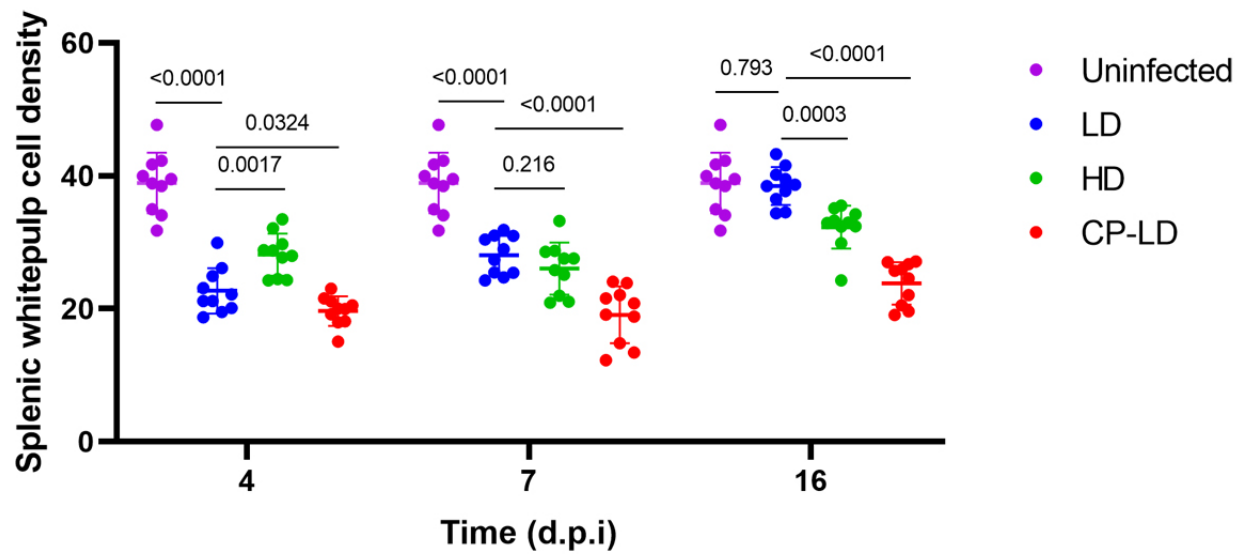 Splenic whitepulp cell density
60
40
20
0
<0.0001
0.0324
0.0017
<0.0001
<0.0001
0.216
0.793
<0.0001
0.0003
4
7
16
Time (d.p.i)
Uninfected
LD
HD
CP-LD